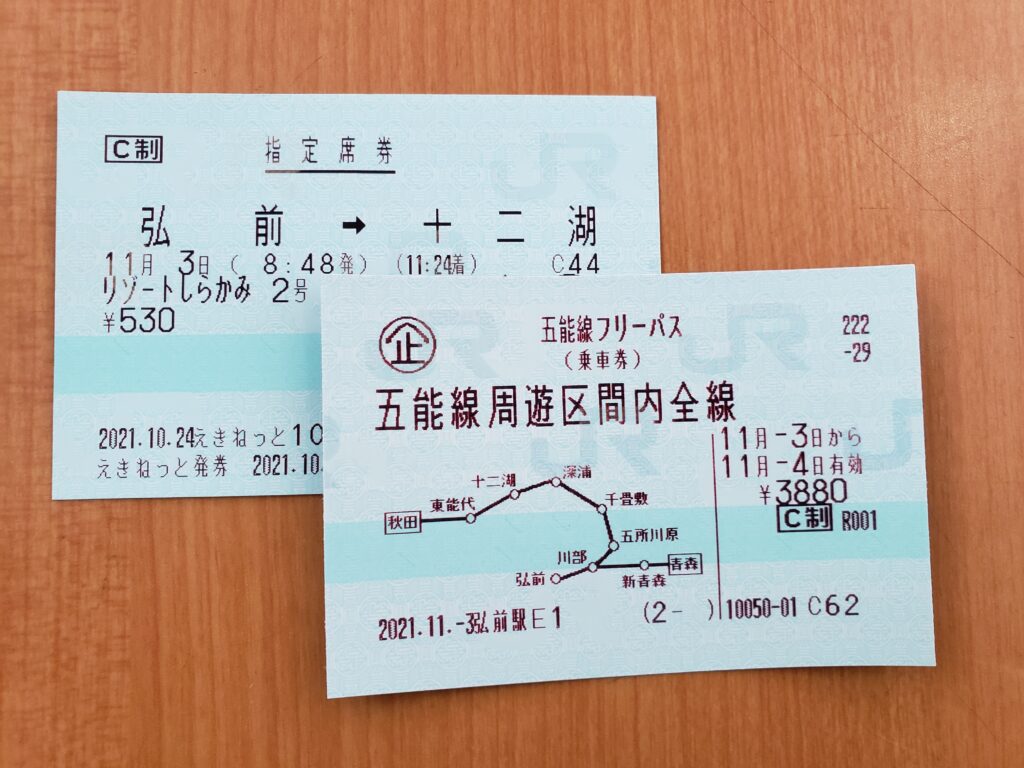 C制
指定席券
弘前 → 十二湖
11月 3日 ( 8:48発) (11:24着) C44
リゾートしらかみ 2号
¥530
2021.10.24えきねっと10
えきねっと発券 2021.10.
企 五能線フリーパス 222
(乗車券) -29
五能線周遊区間内全線
11月-3日から
11月-4日有効
¥3880
C制 R001
十二湖 深浦
東能代 千畳敷
秋田
五所川原
川部 青森
弘前 新青森
2021.11.-3弘前駅E1 (2- ) 10050-01 C62
JR
JR
JR